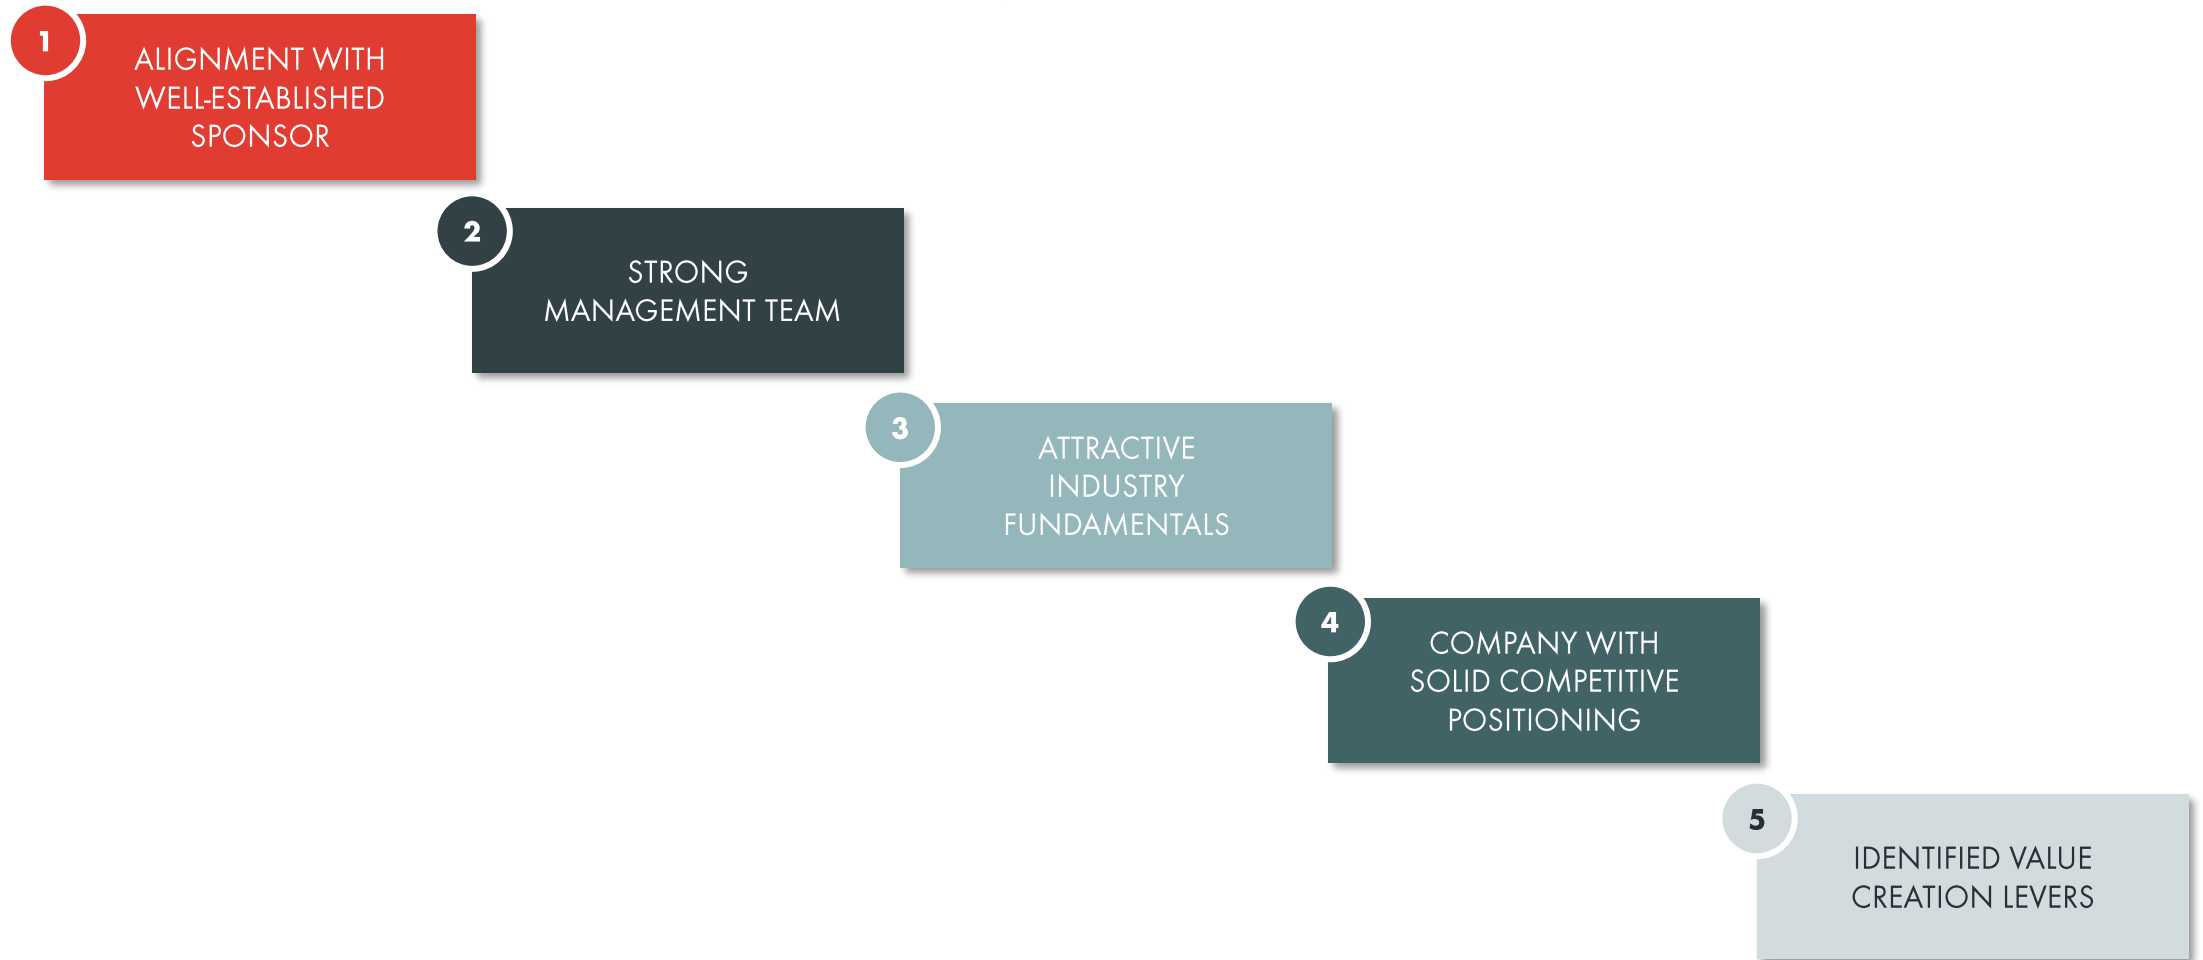 1
ALIGNMENT WITH
WELL-ESTABLISHED
SPONSOR
2
STRONG
MANAGEMENT TEAM
3
ATTRACTIVE
INDUSTRY
FUNDAMENTALS
4
COMPANY WITH
SOLID COMPETITIVE
POSITIONING
5
IDENTIFIED VALUE
CREATION LEVERS